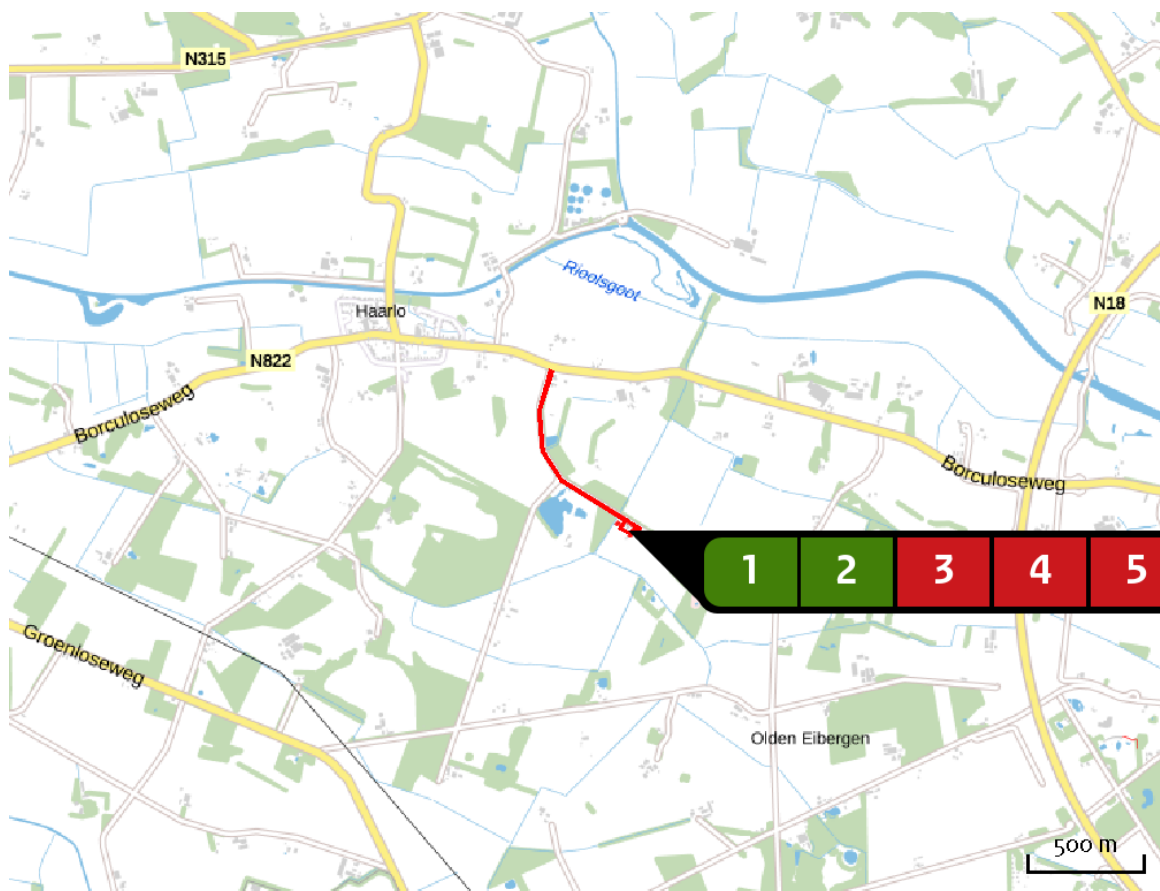 N315
Rioolsgoot
Haarlo
N18
N822
Borculoseweg
Borculoseweg
1 2 3 4 5
Groenloseweg
Olden Eibergen
500 m